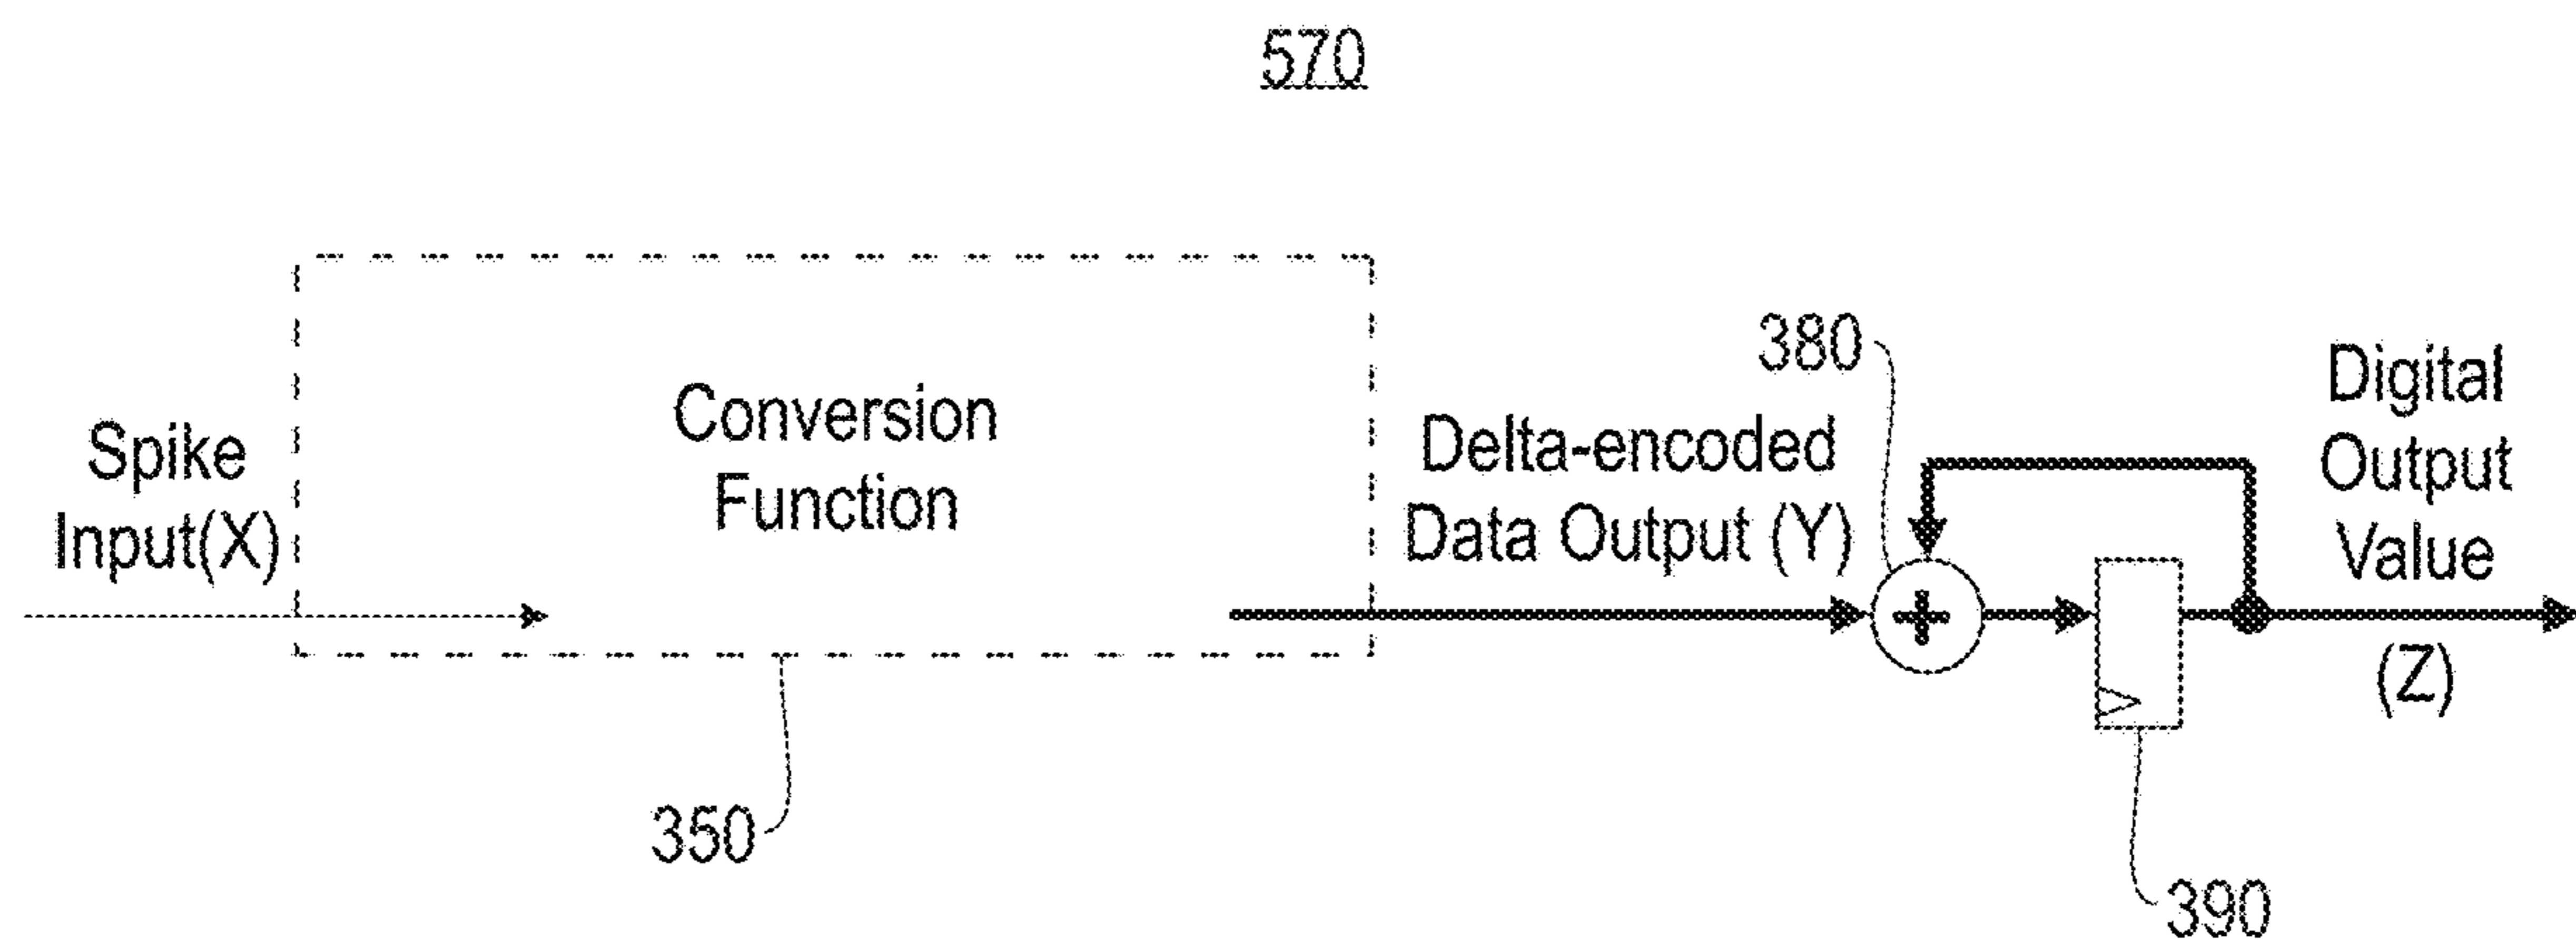 570
Spike
Input(X)
Conversion
Function
350
Delta-encoded
Data Output (Y)
380
+
Digital
Output
Value
(Z)
390